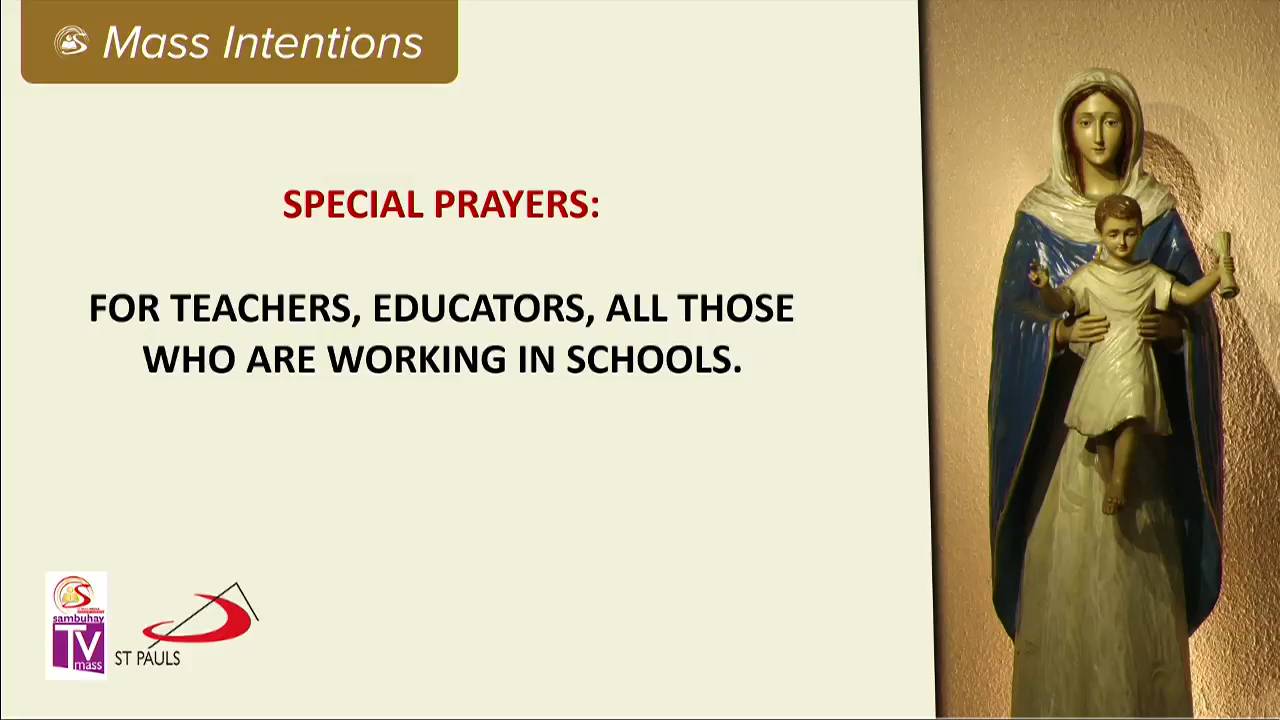 Mass Intentions
SPECIAL PRAYERS:
FOR TEACHERS, EDUCATORS, ALL THOSE
WHO ARE WORKING IN SCHOOLS.
sambuhay
TV
mass
ST PAULS